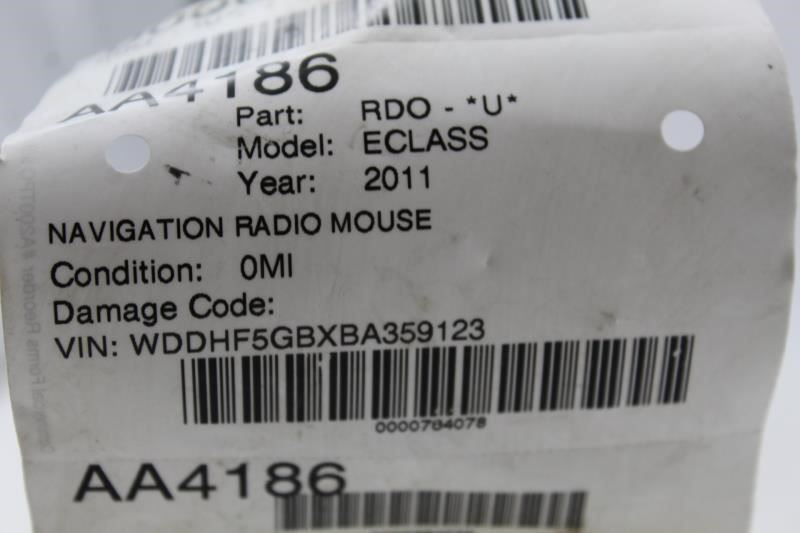 AA4186
Part: RDO - *U*
Model: ECLASS
Year: 2011
NAVIGATION RADIO MOUSE
Condition: 0MI
Damage Code:
VIN: WDDHF5GBXBA359123
0000784078
AA4186